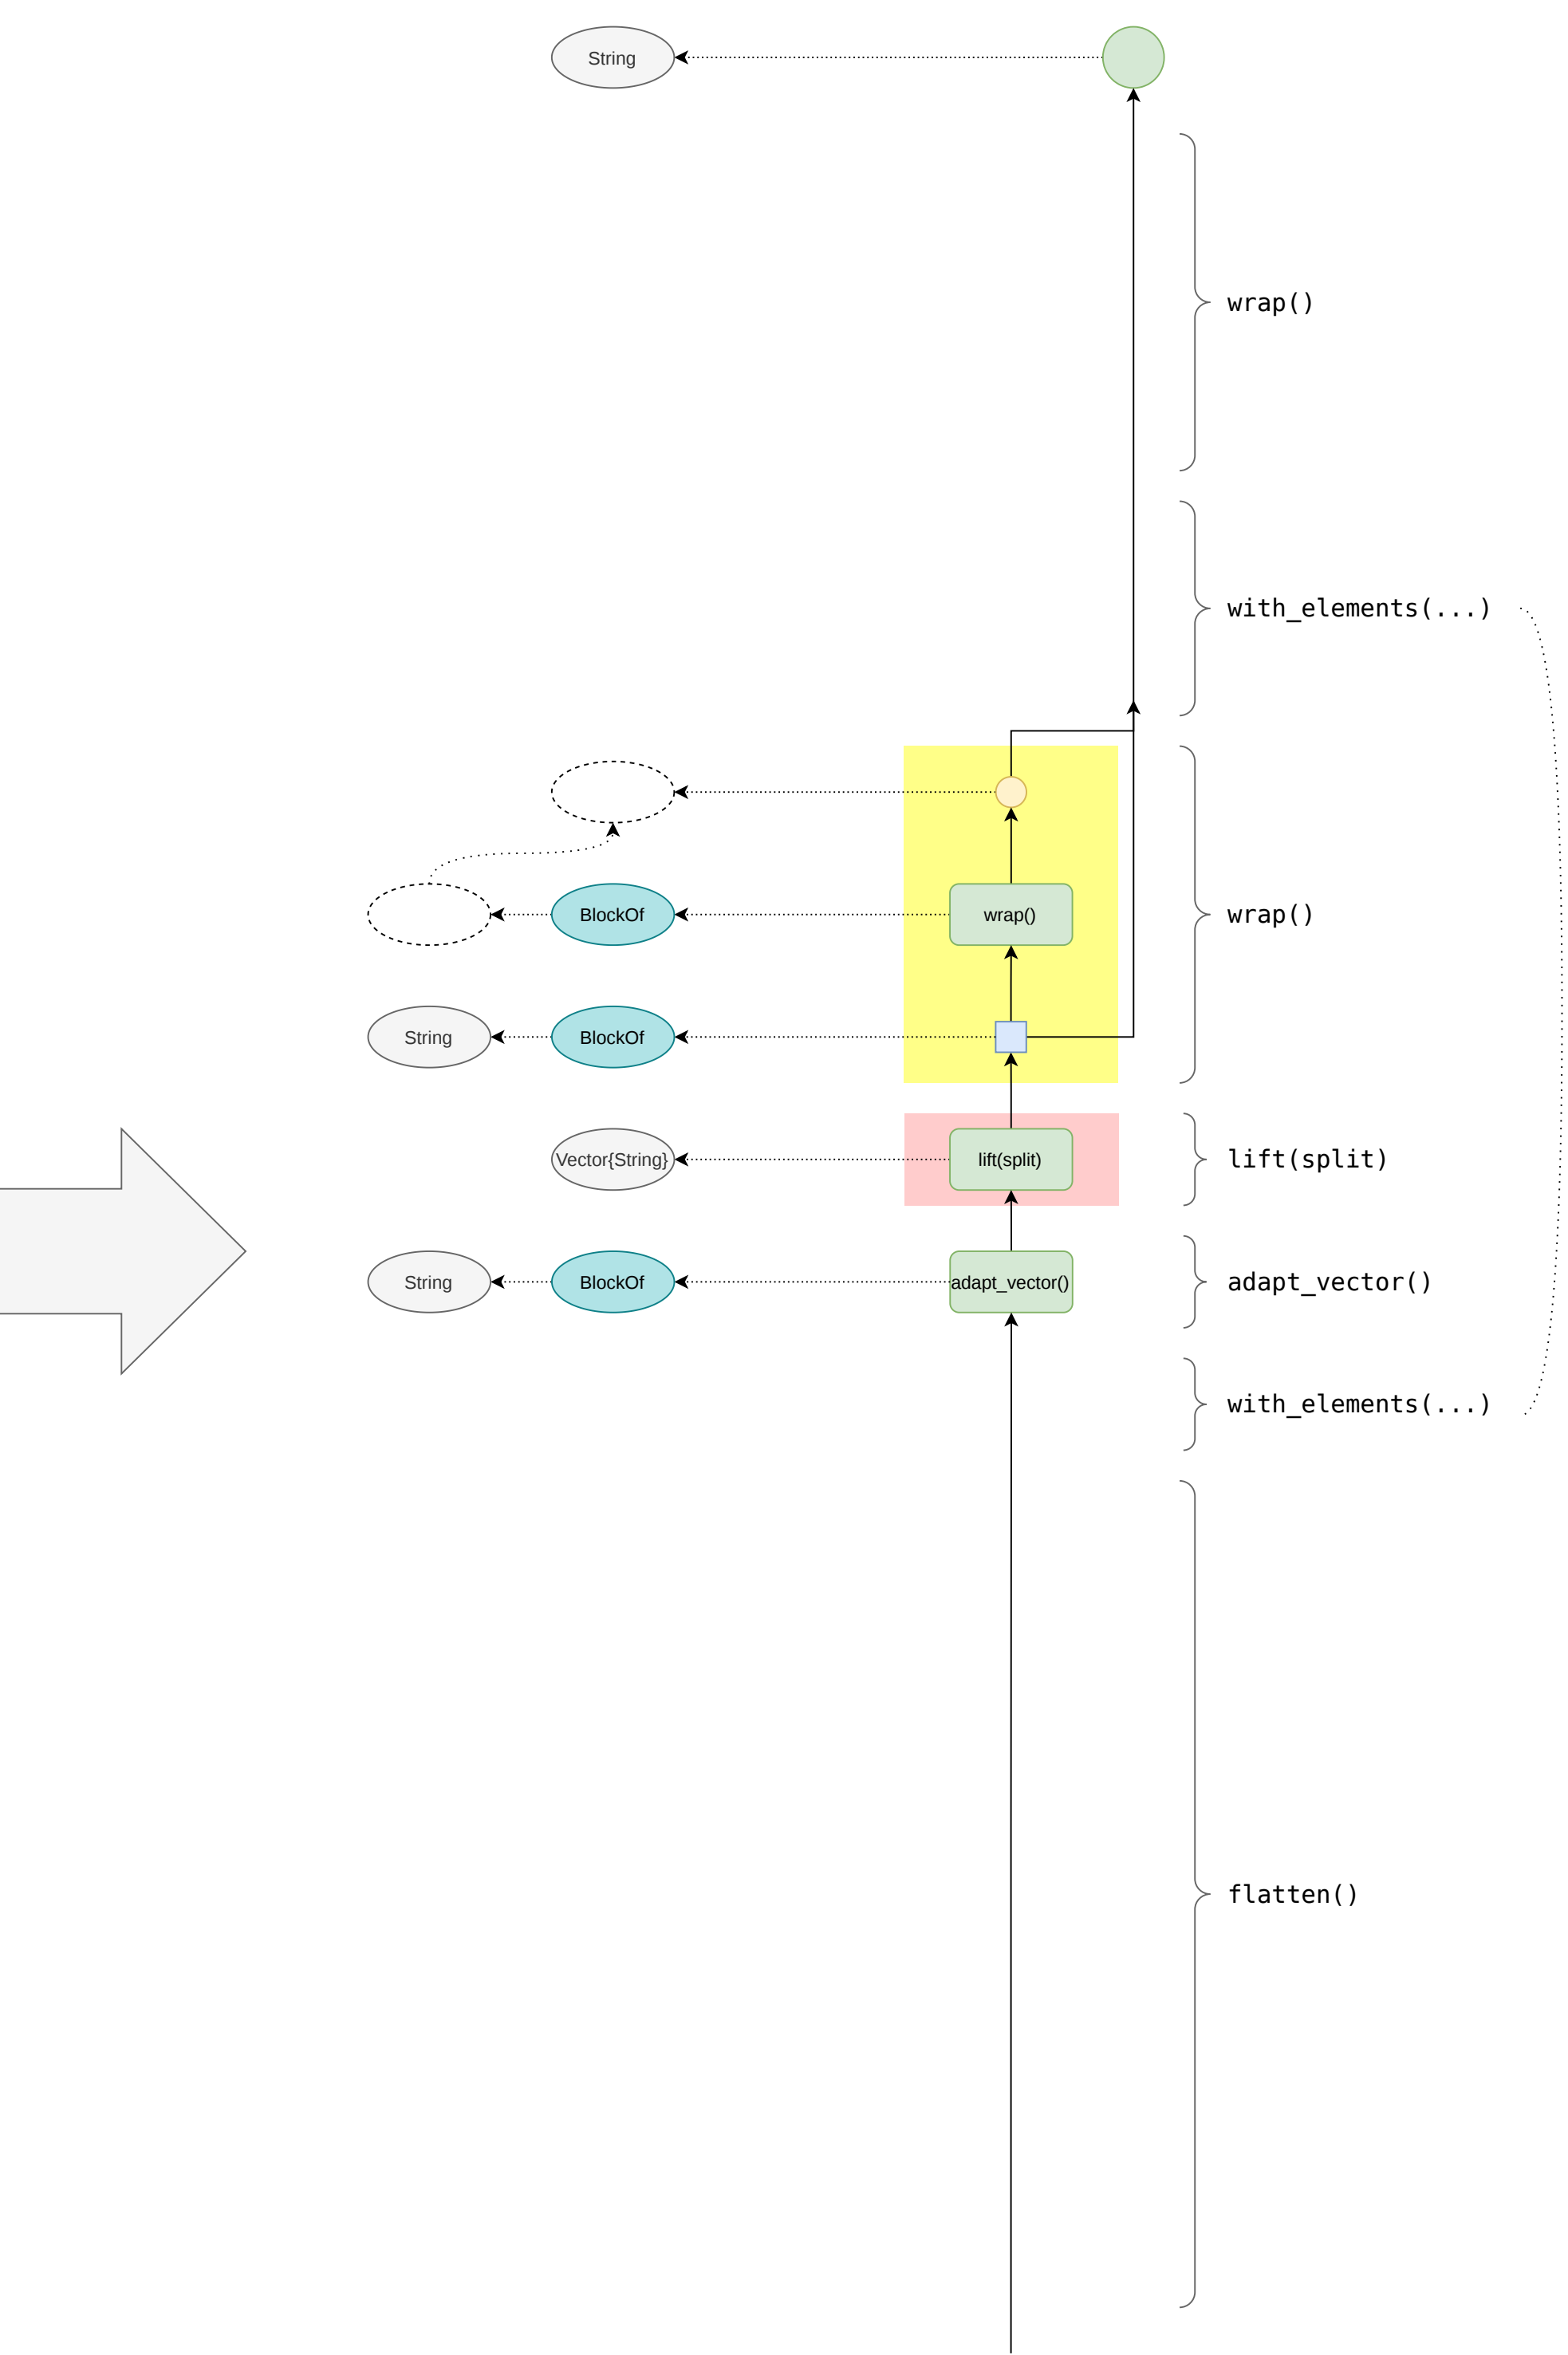 String
wrap()
with_elements(...)
BlockOf
wrap()
wrap()
String
BlockOf
Vector{String}
lift(split)
lift(split)
String
BlockOf
adapt_vector()
adapt_vector()
with_elements(...)
flatten()